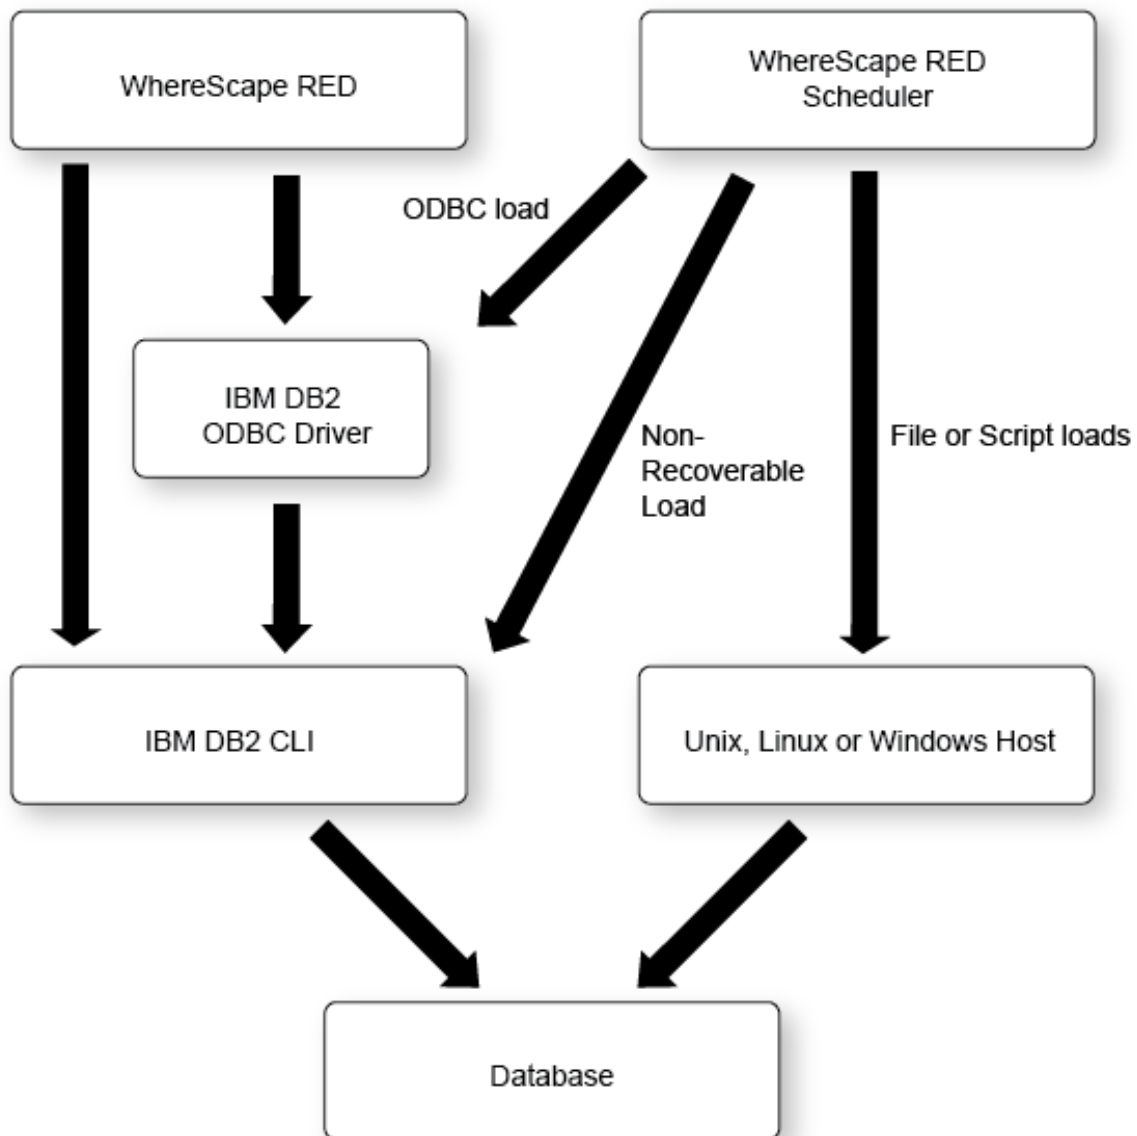 WhereScape RED
WhereScape RED
Scheduler
ODBC load
IBM DB2
ODBC Driver
Non-
Recoverable
Load
File or Script loads
IBM DB2 CLI
Unix, Linux or Windows Host
Database